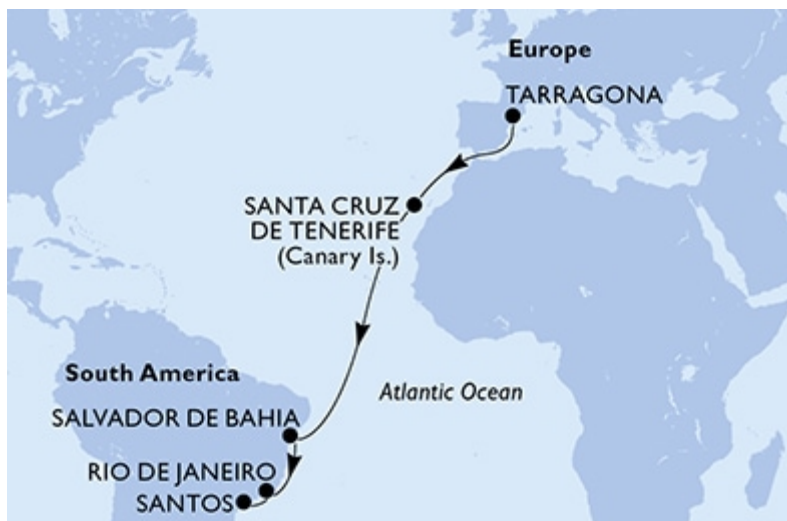 Europe
TARRAGONA
SANTA CRUZ
DE TENERIFE
(Canary Is.)
South America
Atlantic Ocean
SALVADOR DE BAHIA
RIO DE JANEIRO
SANTOS